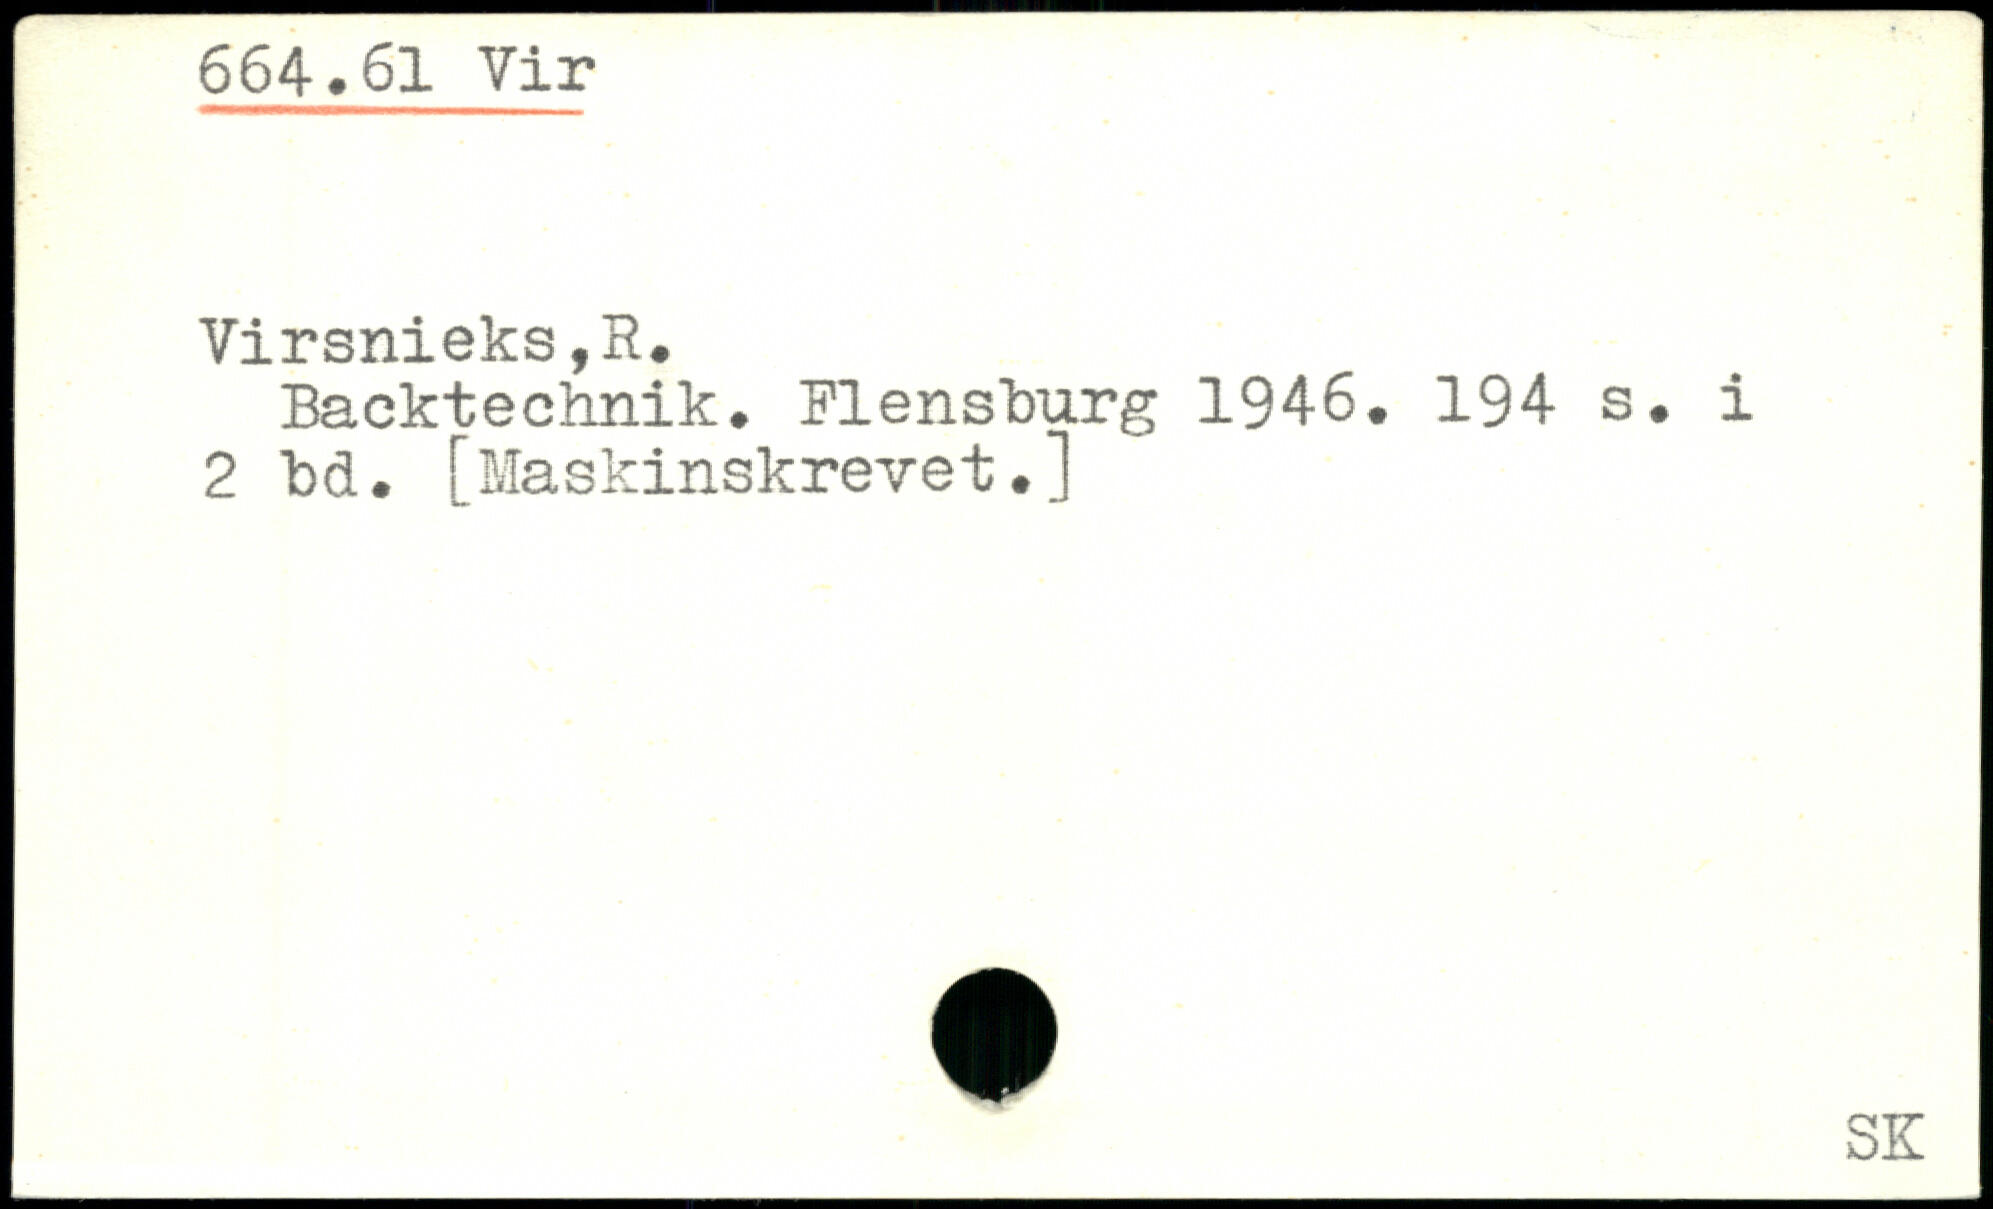 664.61 Vir
Virsnieks,R.
Backtechnik. Flensburg 1946. 194 s. i
2 bd. [Maskinskrevet.]
SK